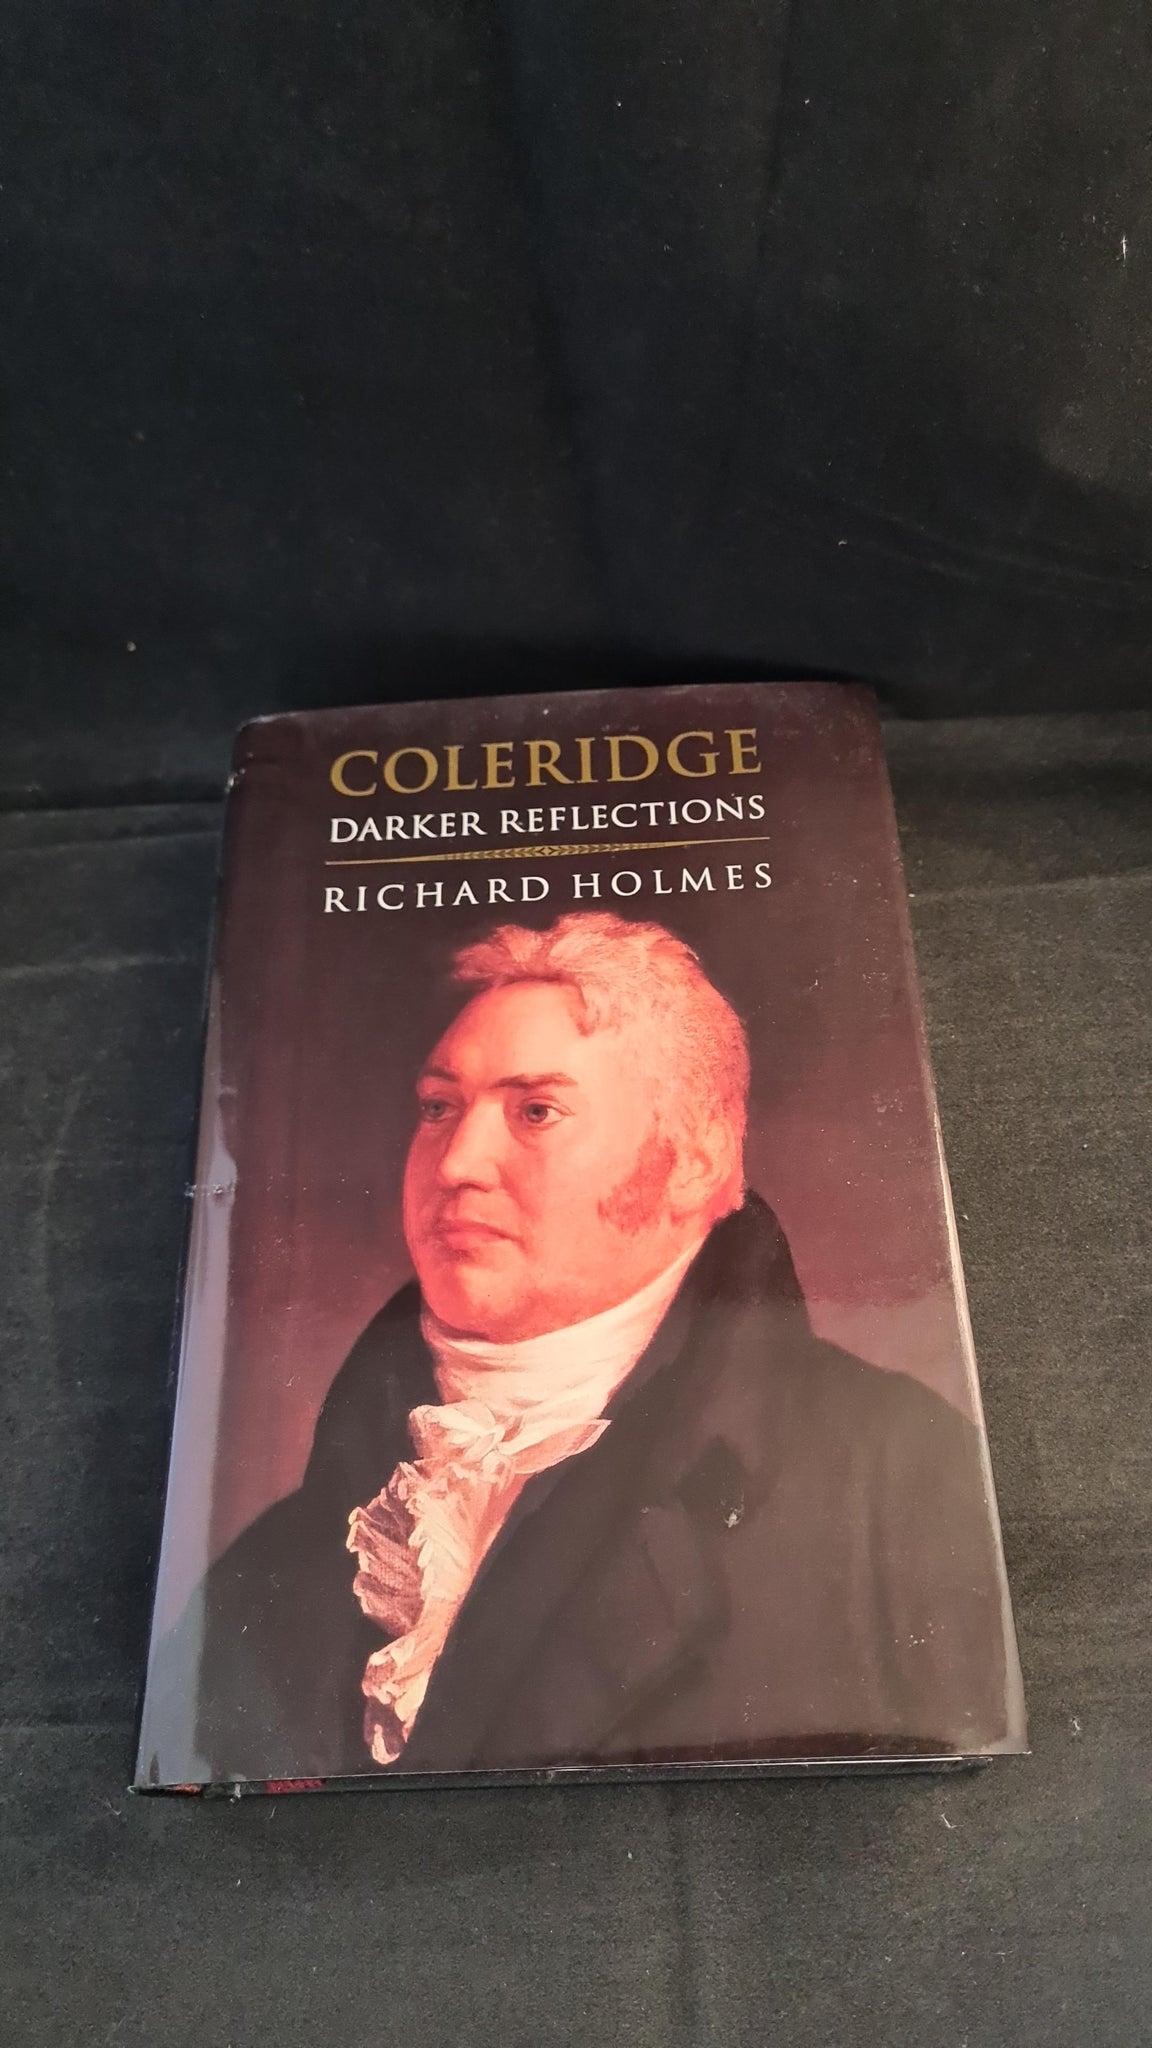 COLERIDGE
DARKER REFLECTIONS
RICHARD HOLMES